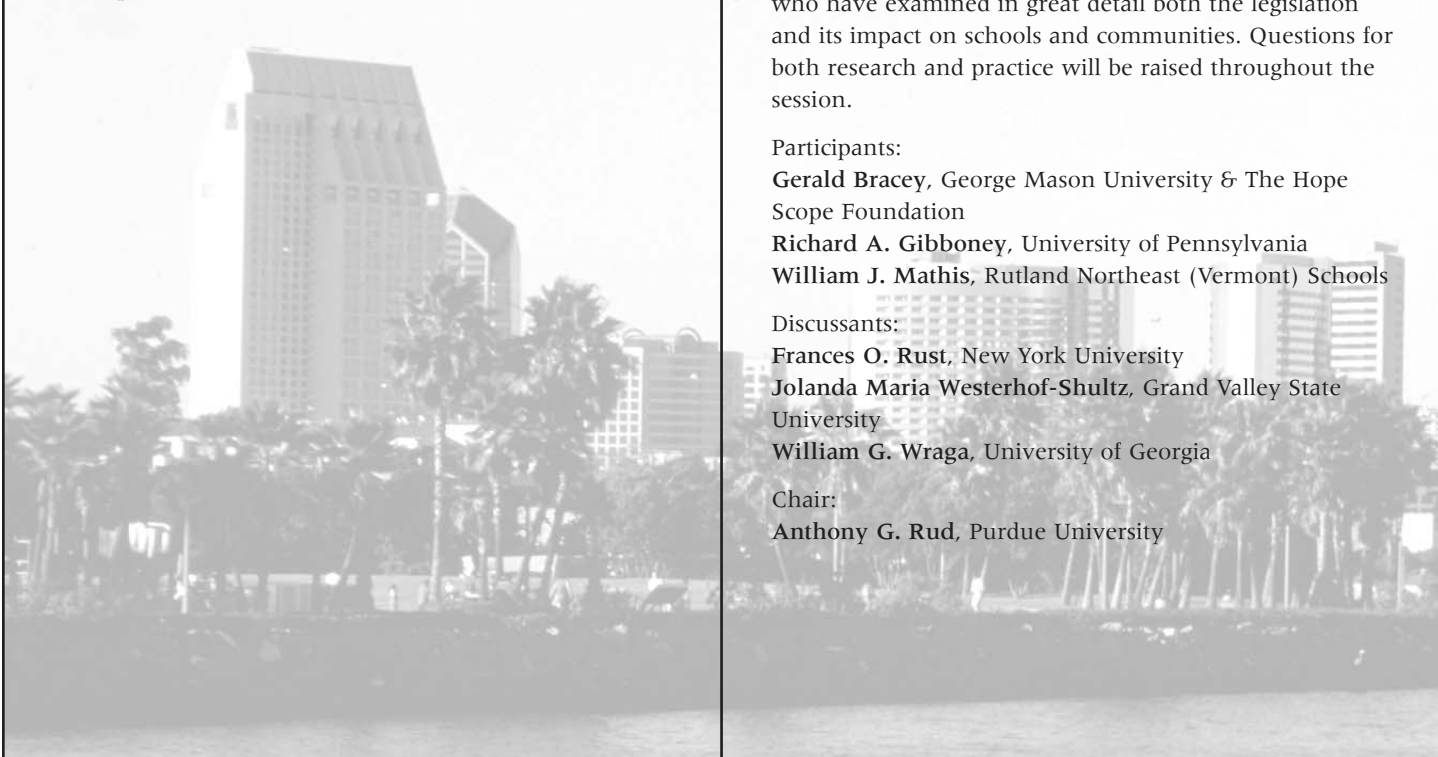 who have examined in great detail both the legislation
and its impact on schools and communities. Questions for
both research and practice will be raised throughout the
session.
Participants:
Gerald Bracey, George Mason University & The Hope
Scope Foundation
Richard A. Gibboney, University of Pennsylvania
William J. Mathis, Rutland Northeast (Vermont) Schools
Discussants:
Frances O. Rust, New York University
Jolanda Maria Westerhof-Shultz, Grand Valley State
University
William G. Wraga, University of Georgia
Chair:
Anthony G. Rud, Purdue University